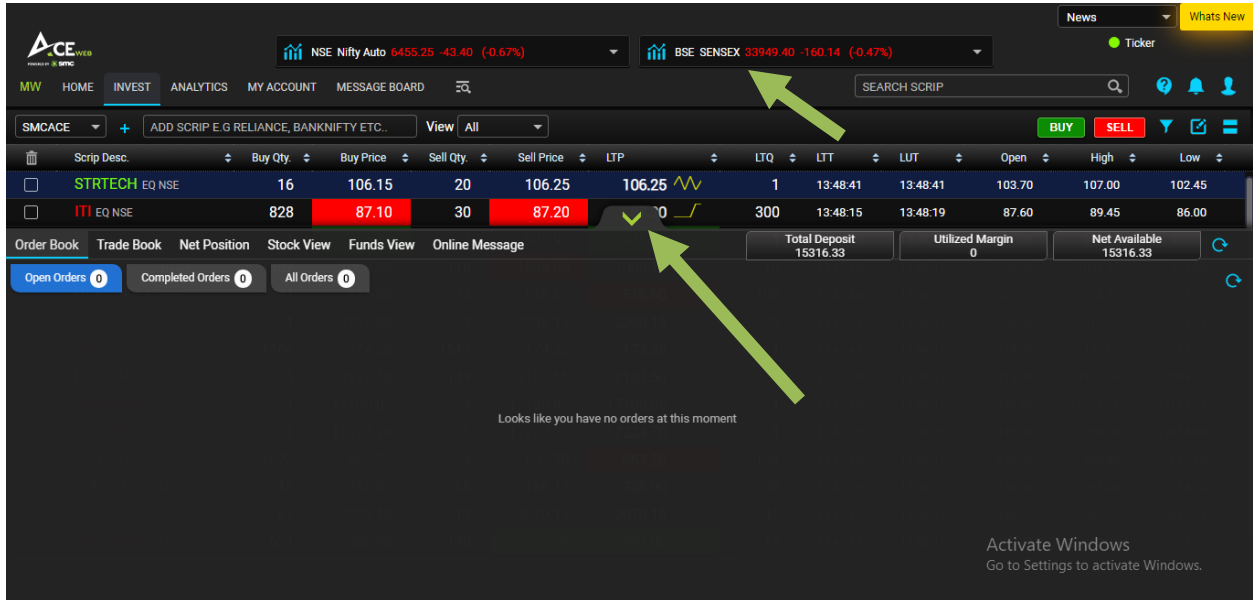 News
Whats New
ACE WEB
POWERED BY smc
NSE Nifty Auto 6455.25 -43.40 (-0.67%)
BSE SENSEX 33949.40 -160.14 (-0.47%)
Ticker
MW HOME INVEST ANALYTICS MY ACCOUNT MESSAGE BOARD
SEARCH SCRIP
SMCACE + ADD SCRIP E.G RELIANCE, BANKNIFTY ETC.. View All
BUY SELL
Scrip Desc. Buy Qty. Buy Price Sell Qty. Sell Price LTP LTQ LTT LUT Open High Low
STRTECH EQ NSE 16 106.15 20 106.25 106.25 1 13:48:41 13:48:41 103.70 107.00 102.45
ITI EQ NSE 828 87.10 30 87.20 300 13:48:15 13:48:19 87.60 89.45 86.00
Order Book Trade Book Net Position Stock View Funds View Online Message
Total Deposit
15316.33
Utilized Margin
0
Net Available
15316.33
Open Orders 0 Completed Orders 0 All Orders 0
Looks like you have no orders at this moment
Activate Windows
Go to Settings to activate Windows.